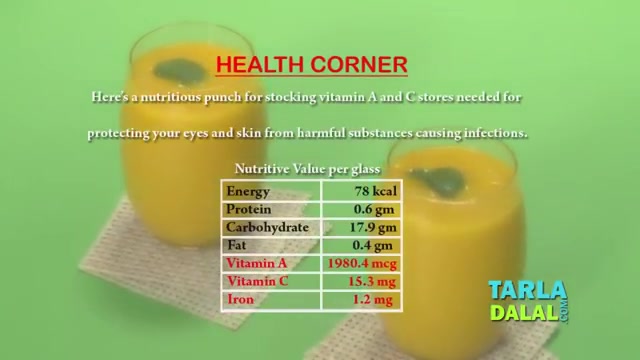 HEALTH CORNER
Here's a nutritious punch for stocking vitamin A and C stores needed for
protecting your eyes and skin from harmful substances causing infections.
Nutritive Value per glass
Energy 78 kcal
Protein 0.6 gm
Carbohydrate 17.9 gm
Fat 0.4 gm
Vitamin A 1980.4 mcg
Vitamin C 15.3 mg
Iron 1.2 mg
TARLA
DALAL.COM